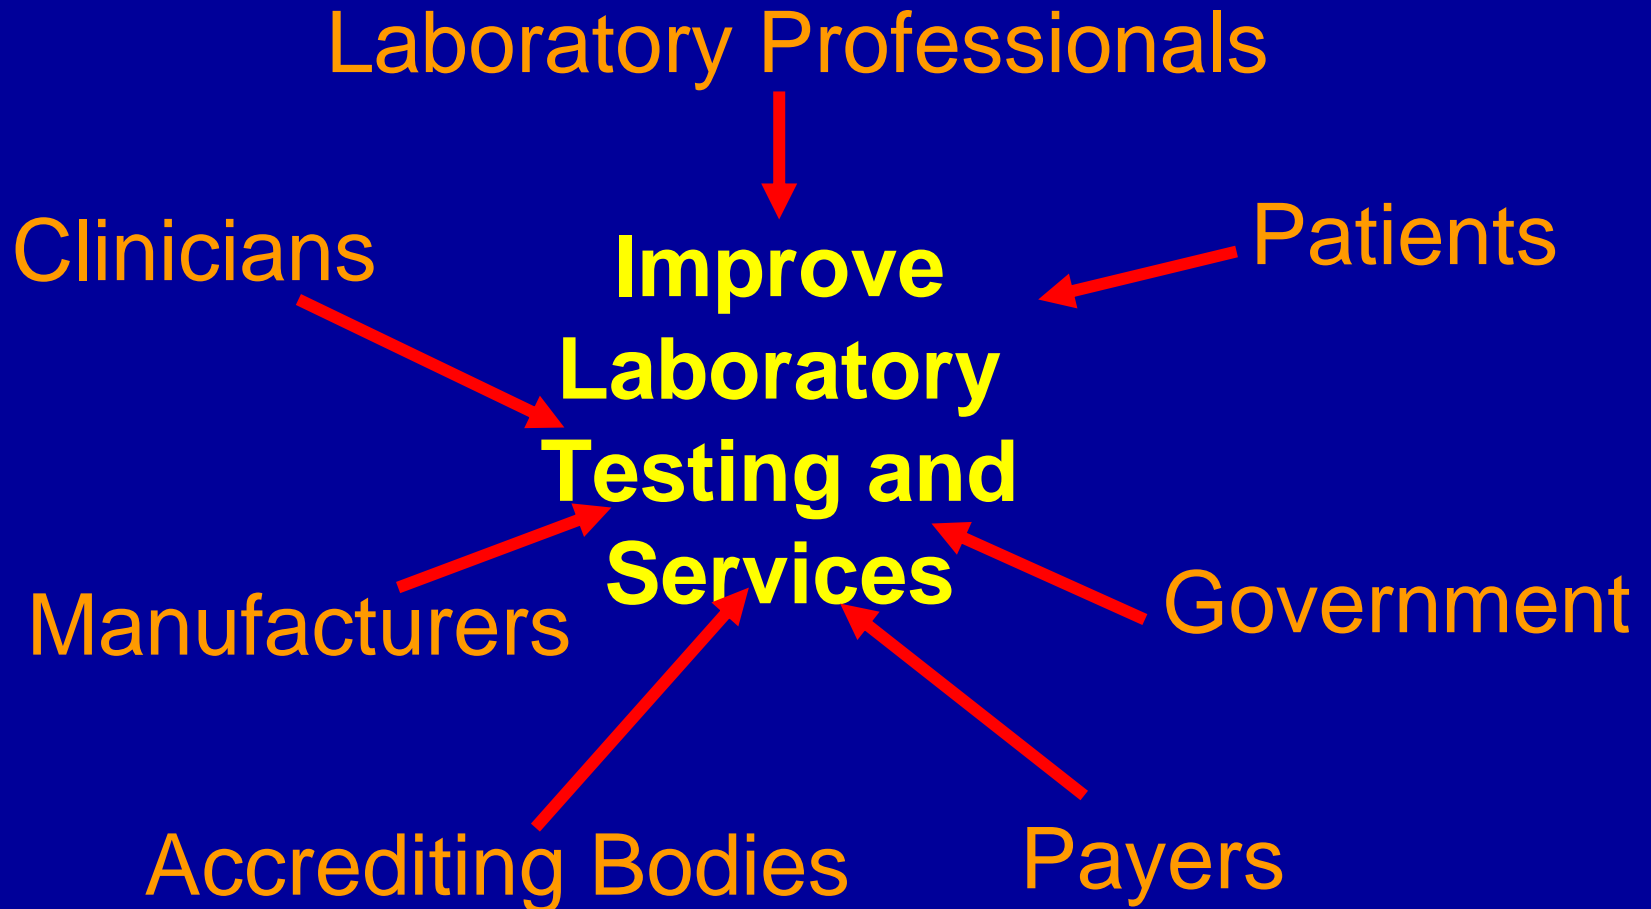 Laboratory Professionals
Clinicians
Patients
Improve
Laboratory
Testing and
Services
Manufacturers
Government
Accrediting Bodies
Payers